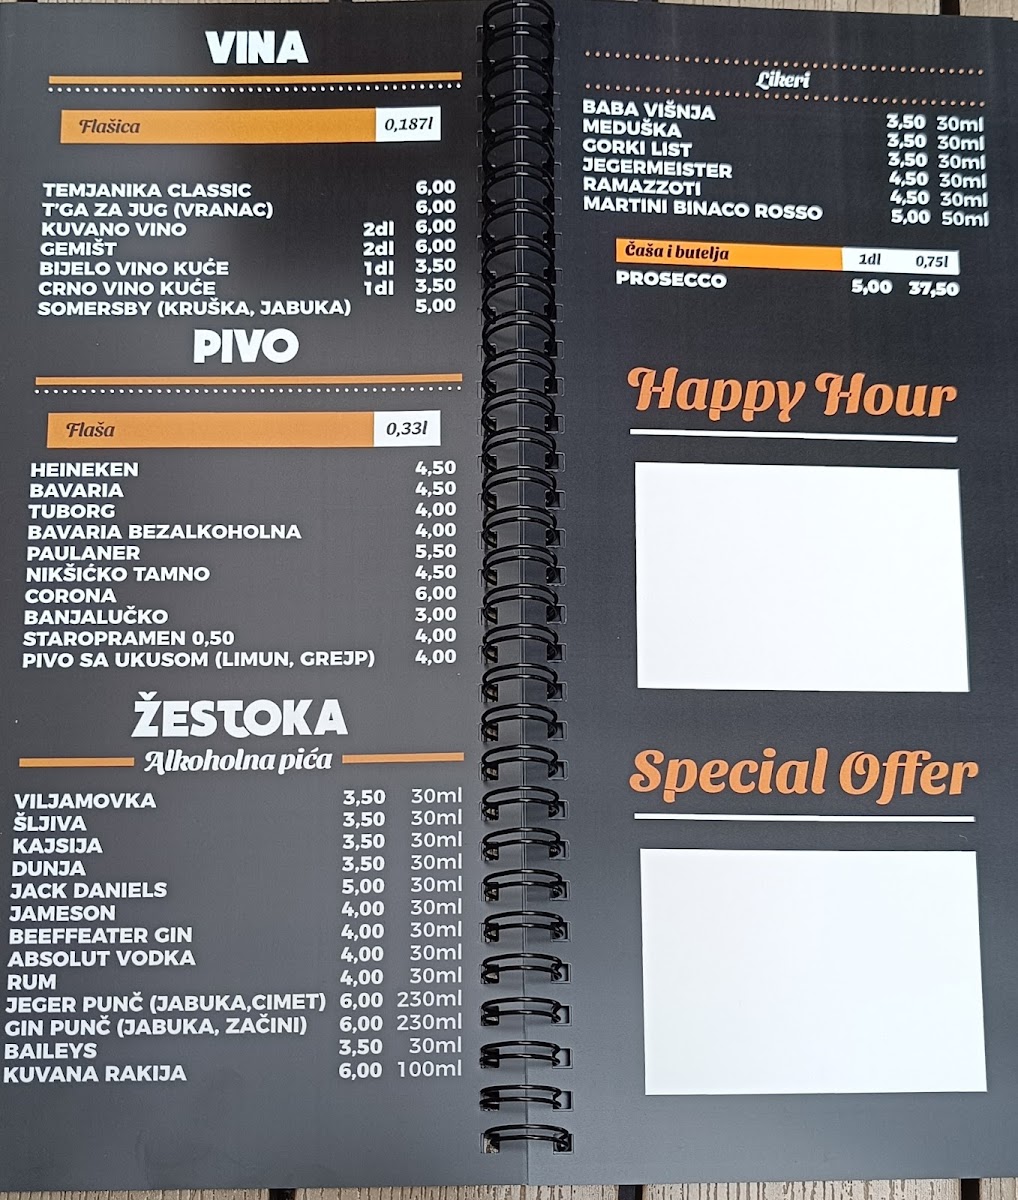 VINA
Flašica 0,187l
TEMJANIKA CLASSIC 6,00
T'GA ZA JUG (VRANAC) 6,00
KUVANO VINO 2dl 6,00
GEMIŠT 2dl 6,00
BIJELO VINO KUĆE 1dl 3,50
CRNO VINO KUĆE 1dl 3,50
SOMERSBY (KRUŠKA, JABUKA) 5,00
PIVO
Flaša 0,33l
HEINEKEN 4,50
BAVARIA 4,50
TUBORG 4,00
BAVARIA BEZALKOHOLNA 4,00
PAULANER 5,50
NIKŠIĆKO TAMNO 4,50
CORONA 6,00
BANJALUČKO 3,00
STAROPRAMEN 0,50 4,00
PIVO SA UKUSOM (LIMUN, GREJP) 4,00
ŽESTOKA
Alkoholna pića
VILJAMOVKA 3,50 30ml
ŠLJIVA 3,50 30ml
KAJSIJA 3,50 30ml
DUNJA 3,50 30ml
JACK DANIELS 5,00 30ml
JAMESON 4,00 30ml
BEEFFEATER GIN 4,00 30ml
ABSOLUT VODKA 4,00 30ml
RUM 4,00 30ml
JEGER PUNČ (JABUKA,CIMET) 6,00 230ml
GIN PUNČ (JABUKA, ZAČINI) 6,00 230ml
BAILEYS 3,50 30ml
KUVANA RAKIJA 6,00 100ml
Likeri
BABA VIŠNJA 3,50 30ml
MEDUŠKA 3,50 30ml
GORKI LIST 3,50 30ml
JEGERMEISTER 4,50 30ml
RAMAZZOTI 4,50 30ml
MARTINI BINACO ROSSO 5,00 50ml
Čaša i butelja 1dl 0,75l
PROSECCO 5,00 37,50
Happy Hour
Special Offer